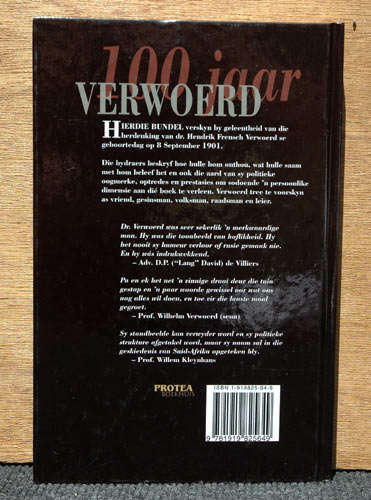 100 jaar
VERWOERD
HIERDIE BUNDEL verskyn by geleentheid van die
herdenking van dr. Hendrik Frensch Verwoerd se
geboortedag op 8 September 1901.
Die bydraers beskryf hoe hulle hom onthou, wat hulle saam
met hom beleef het en ook die aard van sy politieke
oogmerke, optredes en prestasies om sodoende 'n persoonlike
dimensie aan dié boek te verleen. Verwoerd tree te voorskyn
as vriend, gesinsman, volksman, raadsman en leier.
Dr. Verwoerd was seer sekerlik 'n merkwaardige
man. Hy was die toonbeeld van hoflikheid. Hy
het nooit sy humeur verloor of rusie gemaak nie.
En hy wás indrukwekkend.
– Adv. D.P. ("Lang" David) de Villiers
Pa en ek het net 'n vinnige draai deur die tuin
gestap en 'n paar woorde gewissel oor wat ons
nog alles wil doen, en toe vir die laaste maal
gegroet.
– Prof. Wilhelm Verwoerd (seun)
Sy standbeelde kan verwyder word en sy politieke
strukture afgetakel word, maar sy naam sal in die
geskiedenis van Suid-Afrika opgeteken bly.
– Prof. Willem Kleynhans
PROTEA
BOEKHUIS
ISBN 1-919825-64-9
9 781919 825649